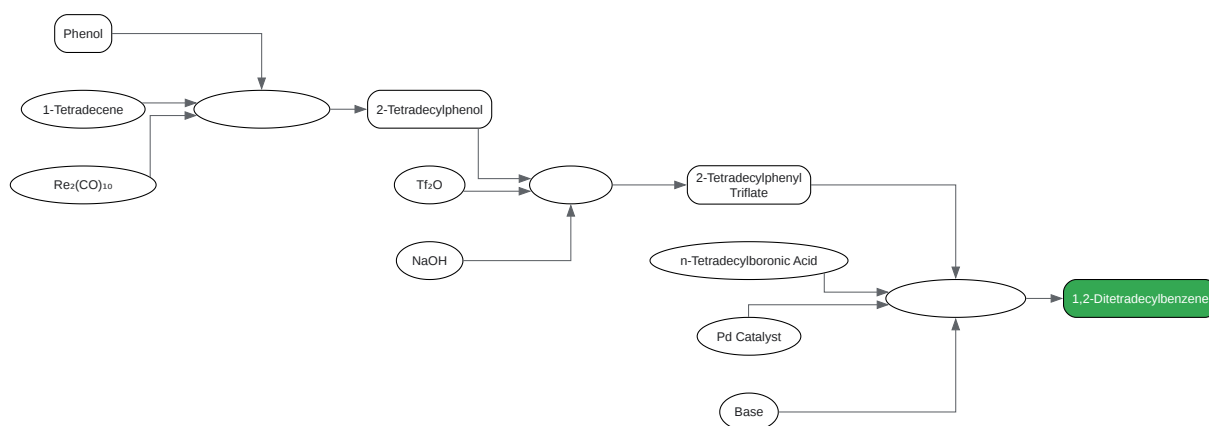 Phenol
1-Tetradecene
2-Tetradecylphenol
Re₂(CO)₁₀
Tf₂O
2-Tetradecylphenyl
Triflate
NaOH
n-Tetradecylboronic Acid
1,2-Ditetradecylbenzene
Pd Catalyst
Base